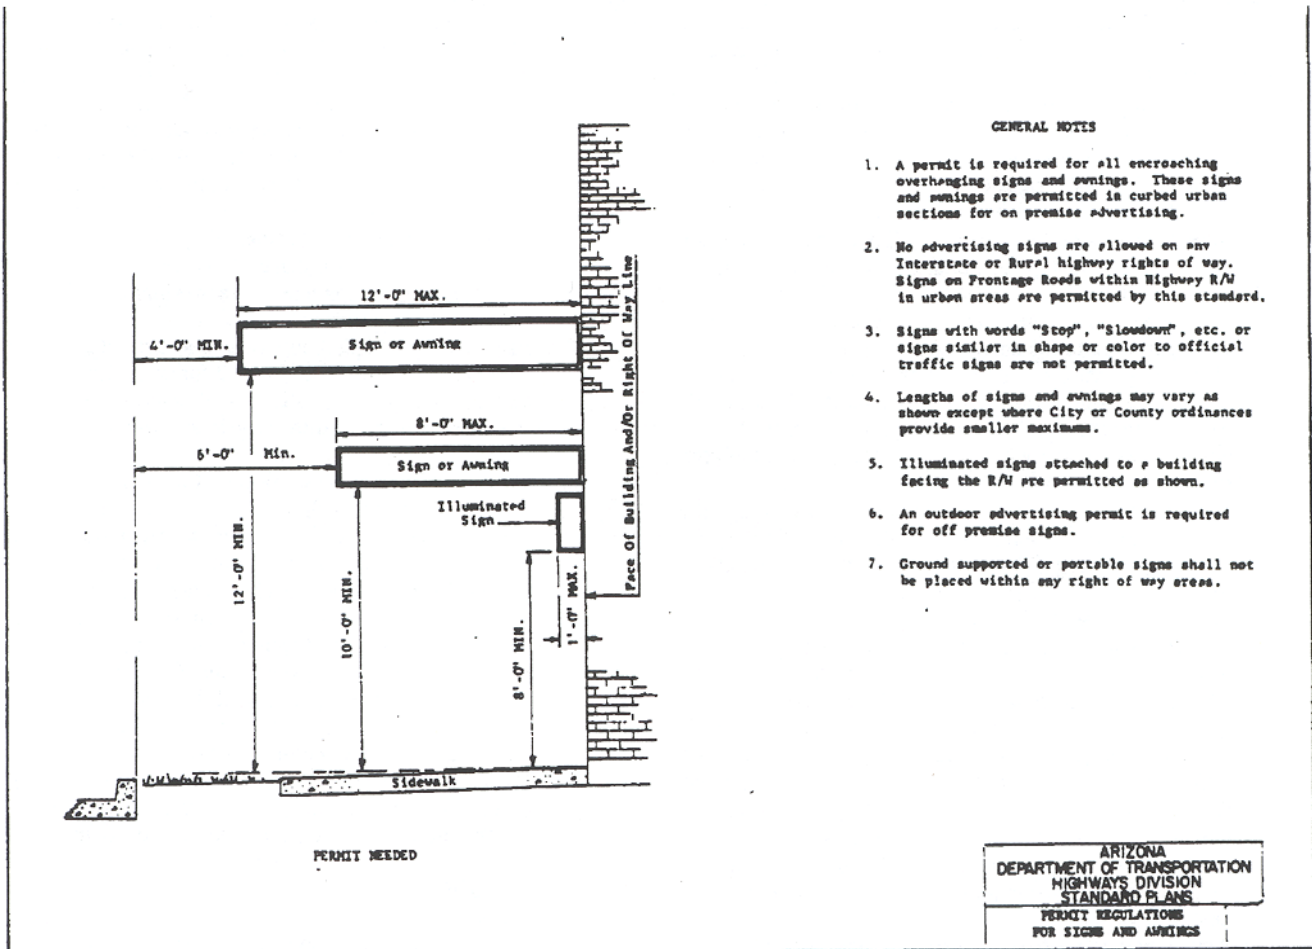 GENERAL NOTES
1. A permit is required for all encroaching
overhanging signs and awnings. These signs
and awnings are permitted in curbed urban
sections for on premise advertising.
2. No advertising signs are allowed on any
Interstate or Rural highway rights of way.
Signs on Frontage Roads within Highway R/W
in urban areas are permitted by this standard.
3. Signs with words "Stop", "Slowdown", etc. or
signs similar in shape or color to official
traffic signs are not permitted.
4. Lengths of signs and awnings may vary as
shown except where City or County ordinances
provide smaller maximums.
5. Illuminated signs attached to a building
facing the R/W are permitted as shown.
6. An outdoor advertising permit is required
for off premise signs.
7. Ground supported or portable signs shall not
be placed within any right of way areas.
12'-0" MAX.
4'-0" MIN.
Sign or Awning
8'-0" MAX.
6'-0" Min.
Sign or Awning
Illuminated
Sign
12'-0" MIN.
10'-0" MIN.
8'-0" MIN.
1'-0" MAX.
Face Of Building And/Or Right Of Way Line
Sidewalk
PERMIT NEEDED
ARIZONA
DEPARTMENT OF TRANSPORTATION
HIGHWAYS DIVISION
STANDARD PLANS
PERMIT REGULATIONS
FOR SIGNS AND AWNINGS